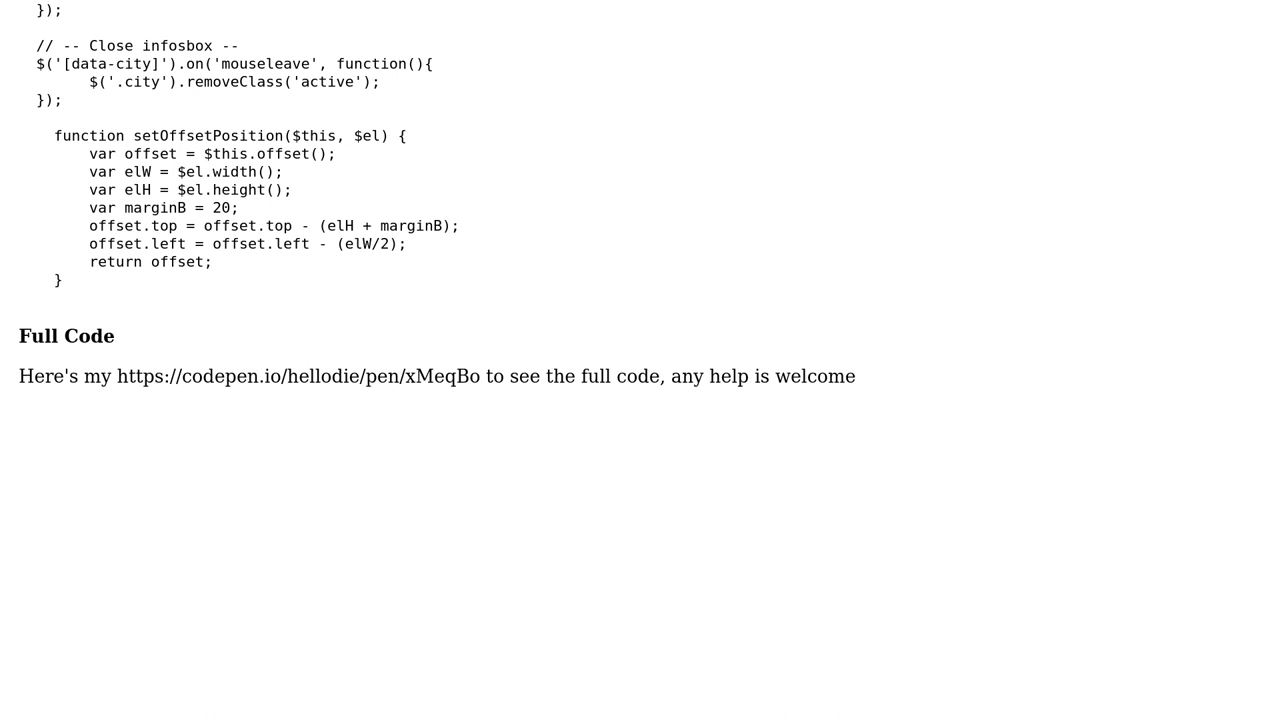 });
// -- Close infosbox --
$('[data-city]').on('mouseleave', function(){
$('.city').removeClass('active');
});
function setOffsetPosition($this, $el) {
var offset = $this.offset();
var elW = $el.width();
var elH = $el.height();
var marginB = 20;
offset.top = offset.top - (elH + marginB);
offset.left = offset.left - (elW/2);
return offset;
}
Full Code
Here's my https://codepen.io/hellodie/pen/xMeqBo to see the full code, any help is welcome